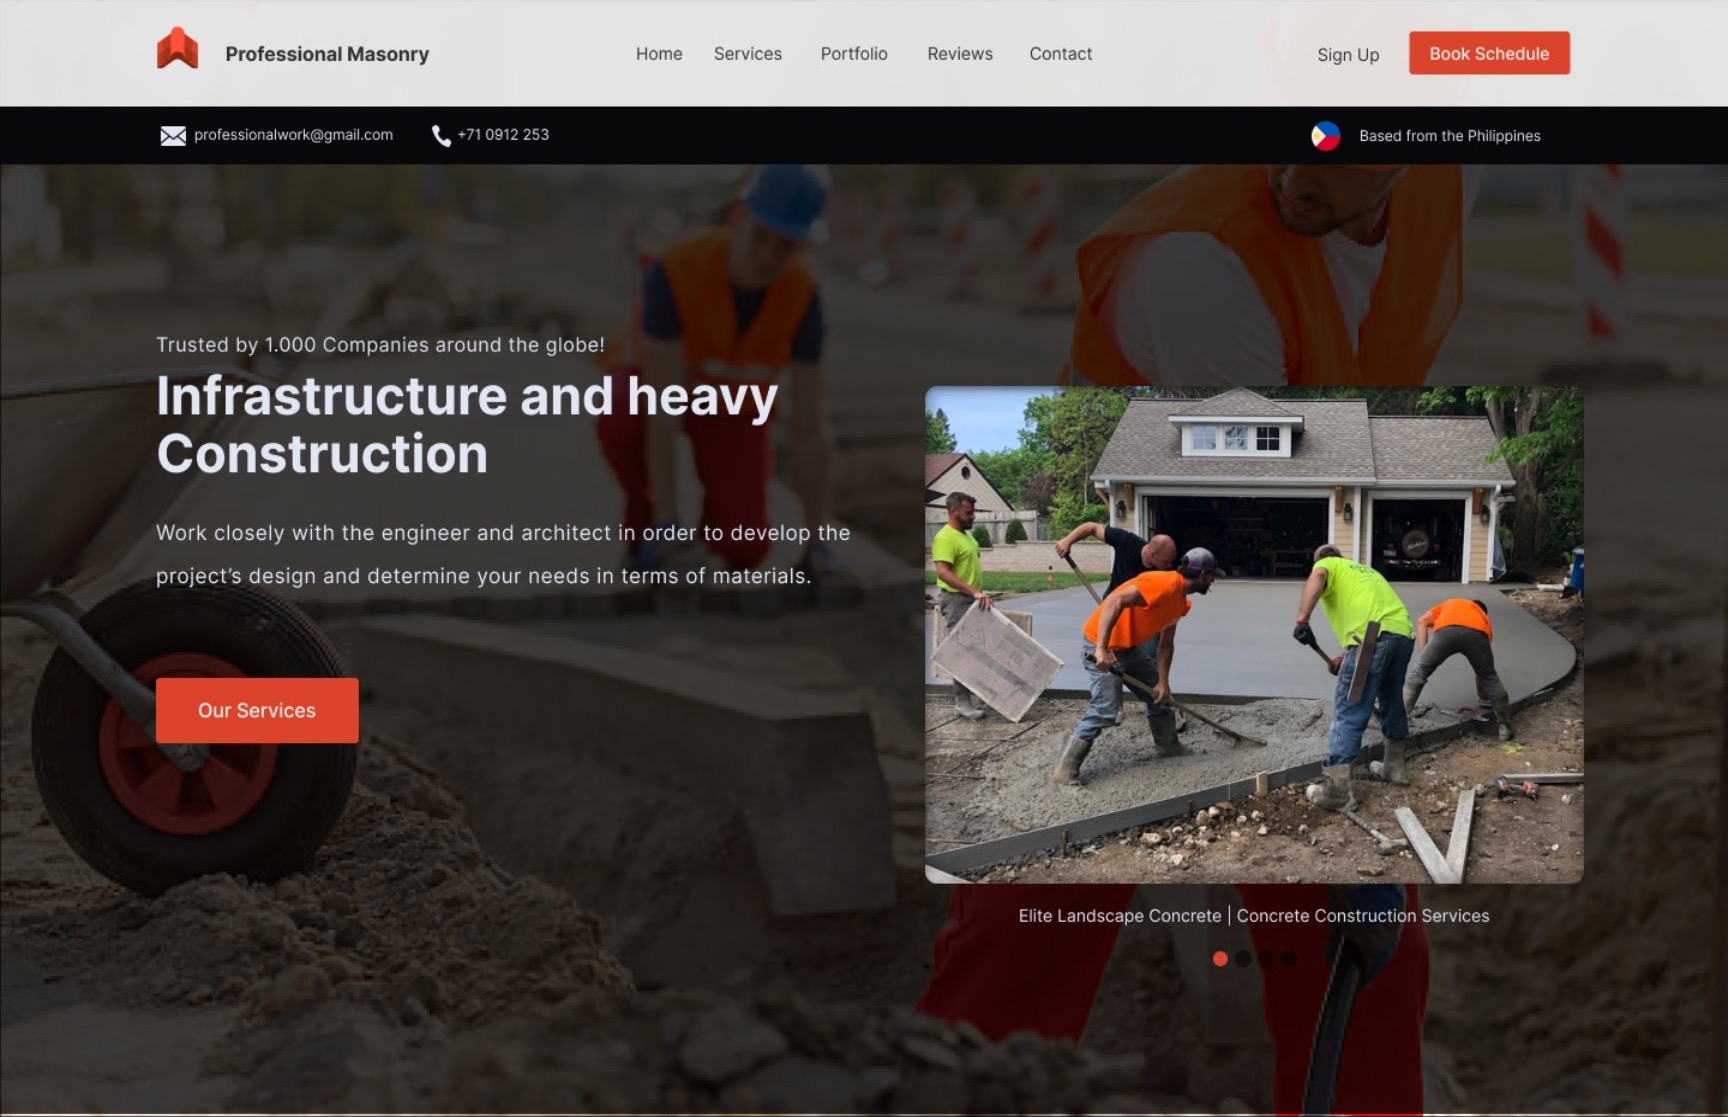 Professional Masonry
Home Services Portfolio Reviews Contact
Sign Up Book Schedule
professionalwork@gmail.com +71 0912 253
Based from the Philippines
Trusted by 1.000 Companies around the globe!
Infrastructure and heavy
Construction
Work closely with the engineer and architect in order to develop the
project's design and determine your needs in terms of materials.
Our Services
Elite Landscape Concrete | Concrete Construction Services